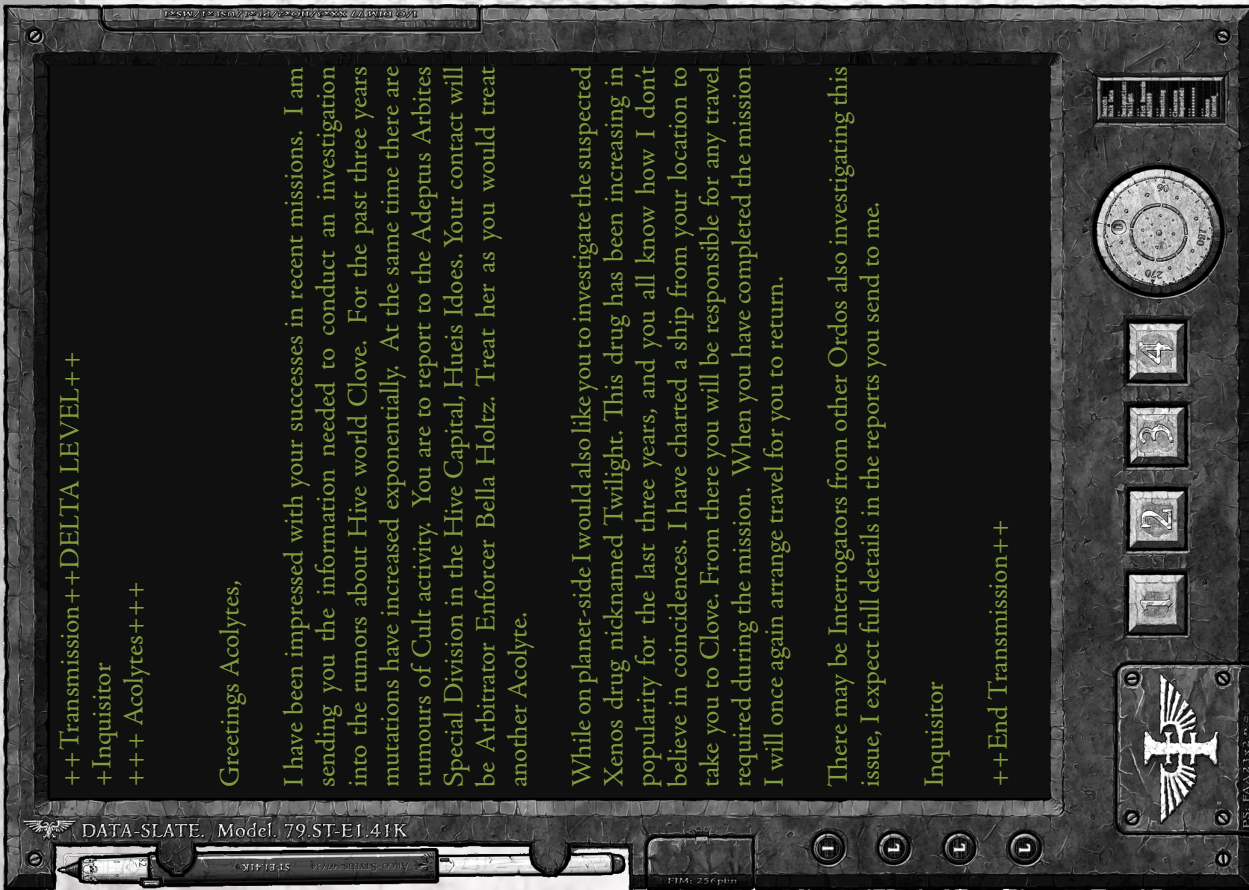 ++Transmission++DELTA LEVEL++
+Inquisitor
+++ Acolytes+++
Greetings Acolytes,
I have been impressed with your successes in recent missions. I am
sending you the information needed to conduct an investigation
into the rumors about Hive world Clove. For the past three years
mutations have increased exponentially. At the same time there are
rumours of Cult activity. You are to report to the Adeptus Arbites
Special Division in the Hive Capital, Hueis Idoes. Your contact will
be Arbitrator Enforcer Bella Holtz. Treat her as you would treat
another Acolyte.
While on planet-side I would also like you to investigate the suspected
Xenos drug nicknamed Twilight. This drug has been increasing in
popularity for the last three years, and you all know how I don't
believe in coincidences. I have charted a ship from your location to
take you to Clove. From there you will be responsible for any travel
required during the mission. When you have completed the mission
I will once again arrange travel for you to return.
There may be Interrogators from other Ordos also investigating this
issue, I expect full details in the reports you send to me.
Inquisitor
++End Transmission++
DATA-SLATE. Model. 79.ST-E1.41K
ST-E1.41K
I
L
L
L
1
2
3
4
0
96
180
270